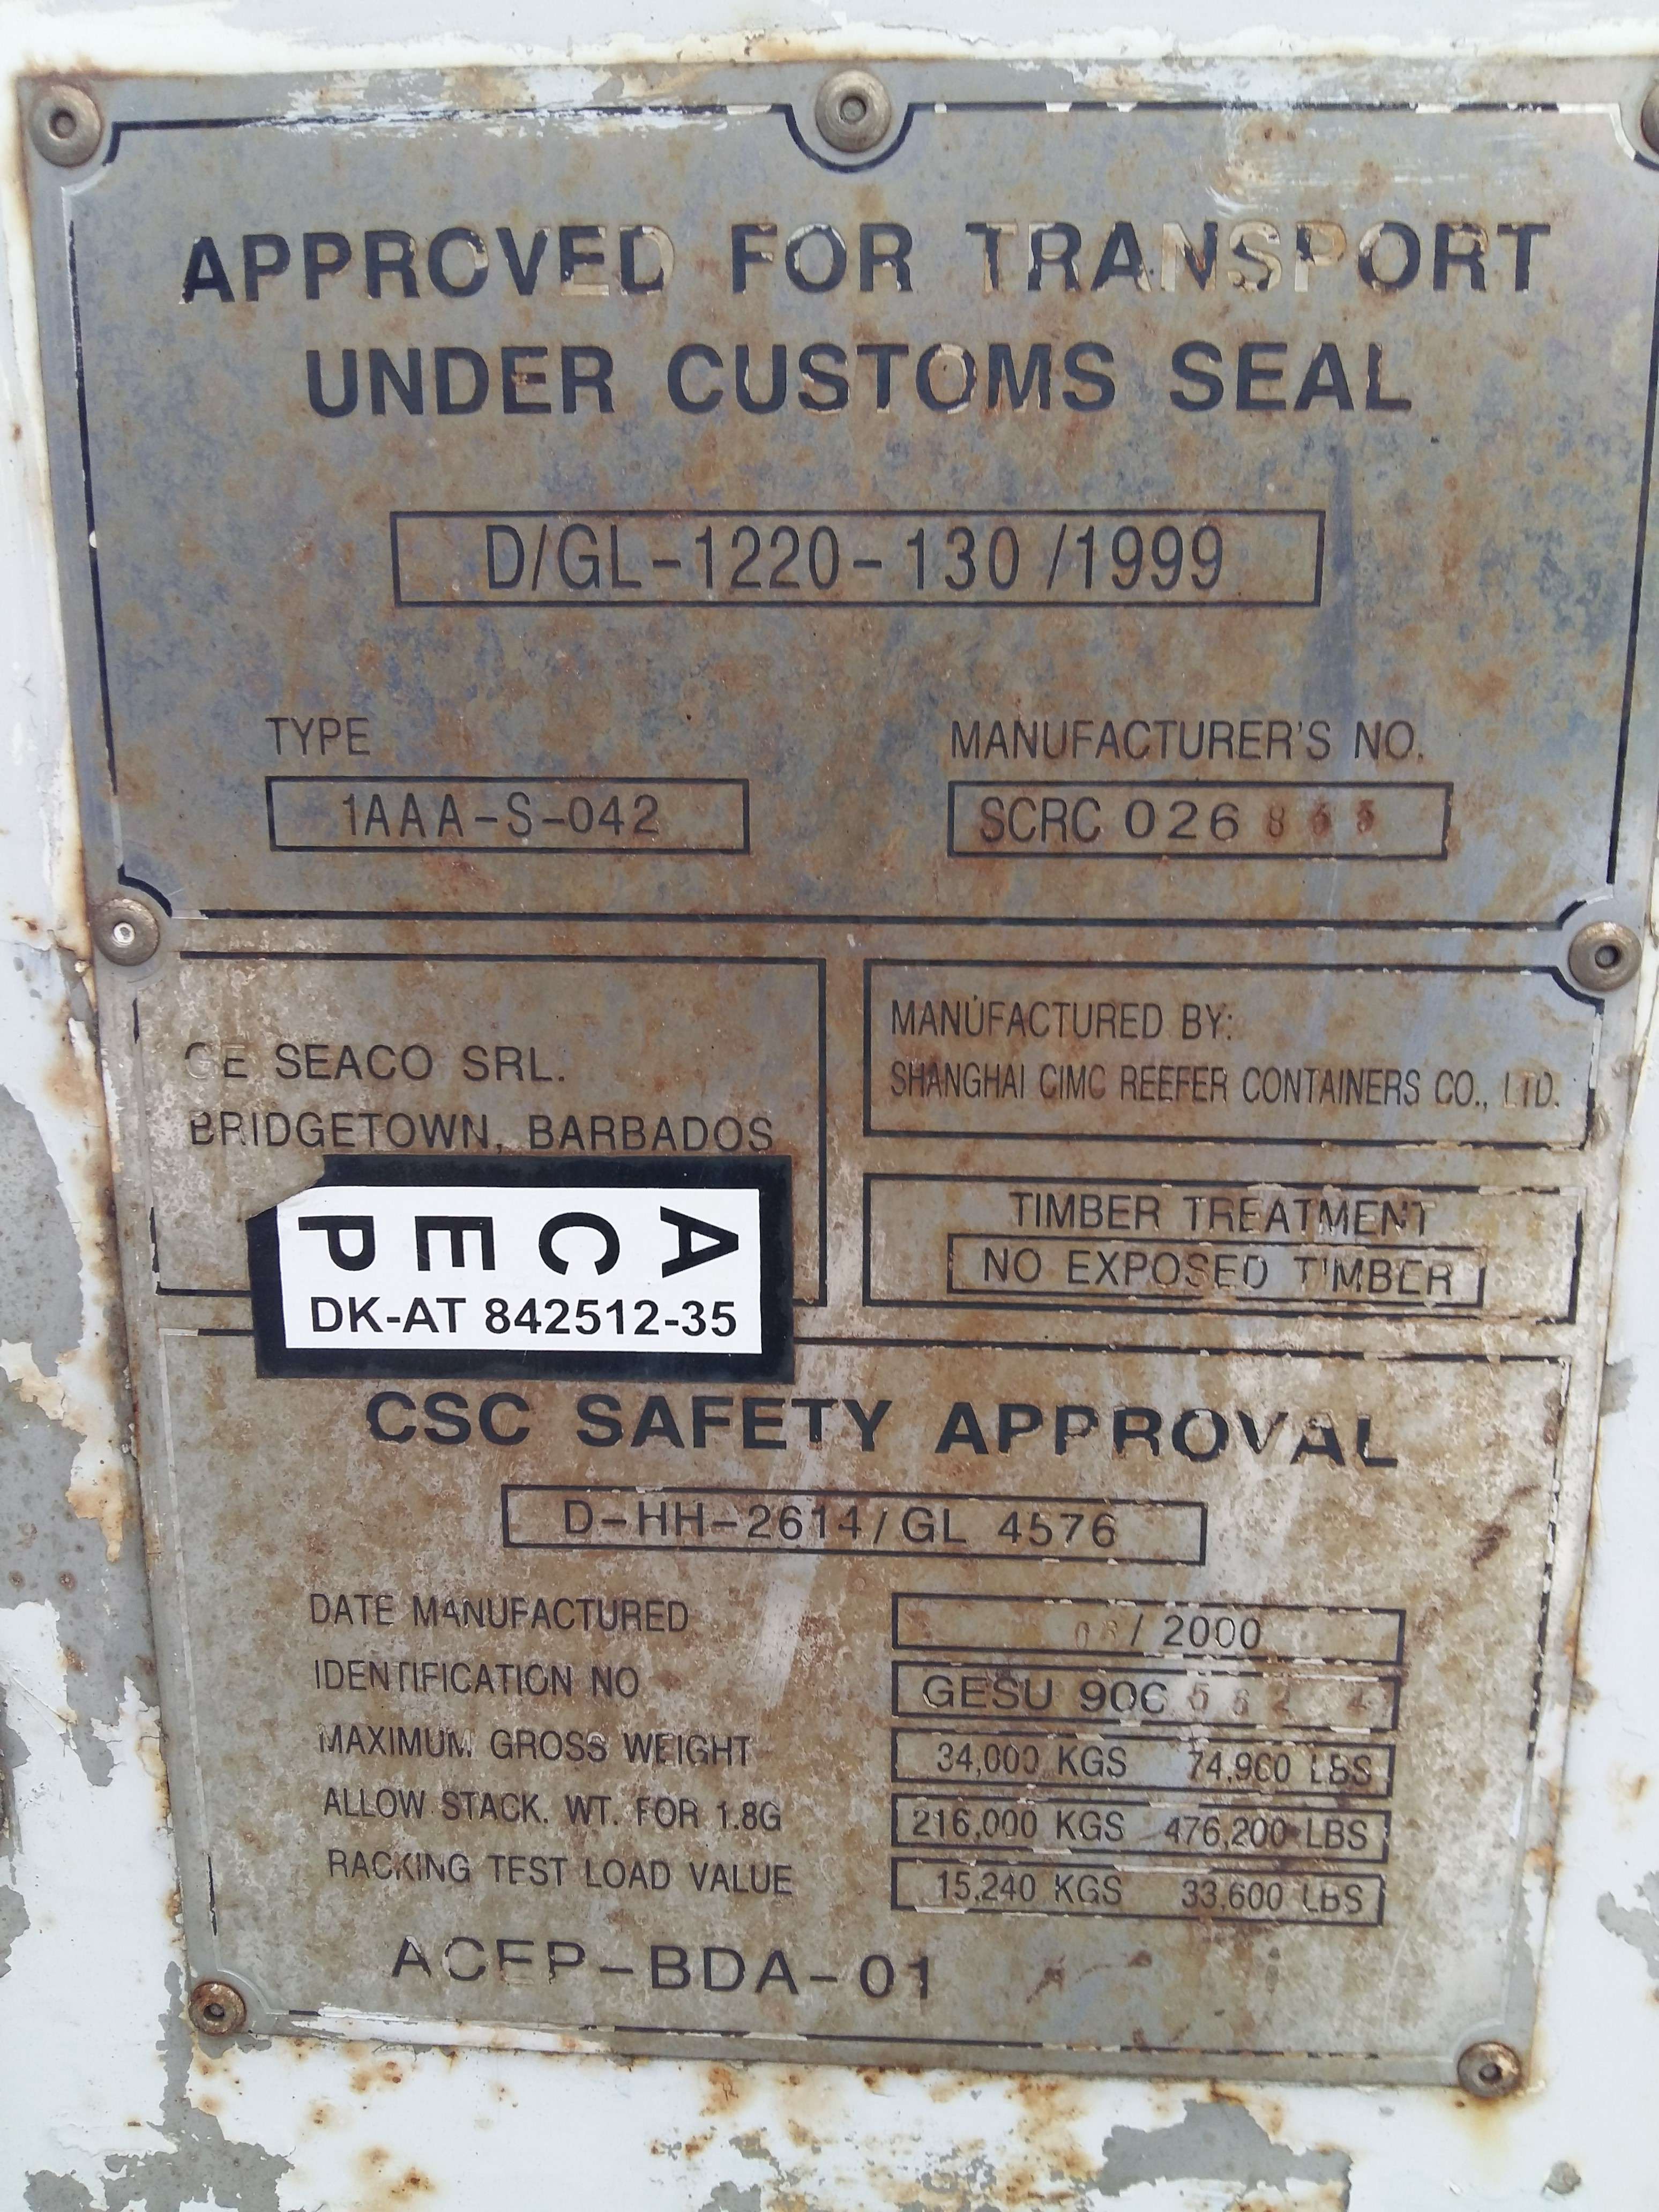 APPROVED FOR TRANSPORT
UNDER CUSTOMS SEAL
D/GL-1220-130 /1999
TYPE
1AAA-S-042
MANUFACTURER'S NO.
SCRC 026
GE SEACO SRL.
BRIDGETOWN, BARBADOS
MANUFACTURED BY:
SHANGHAI CIMC REEFER CONTAINERS CO., LTD.
TIMBER TREATMENT
NO EXPOSED TIMBER
A C E P
DK-AT 842512-35
CSC SAFETY APPROVAL
D-HH-2614/GL 4576
DATE MANUFACTURED
/ 2000
IDENTIFICATION NO
GESU
MAXIMUM GROSS WEIGHT
34,000 KGS 74,960 LBS
ALLOW. STACK. WT. FOR 1.8G
216,000 KGS 476,200 LBS
RACKING TEST LOAD VALUE
15,240 KGS 33,600 LBS
ACEP-BDA-01